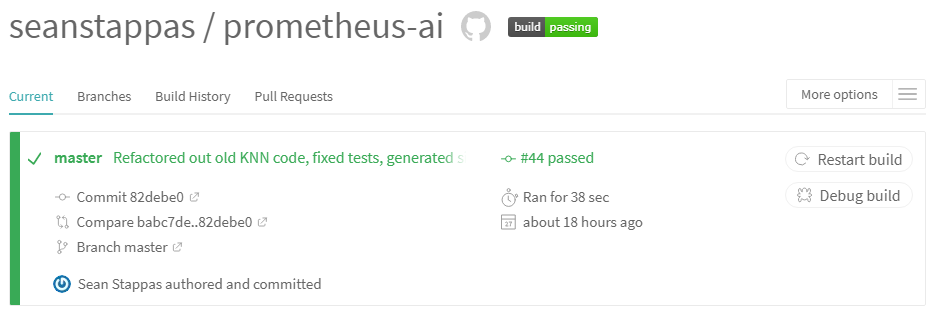 seanstappas / prometheus-ai build passing
Current Branches Build History Pull Requests More options
master Refactored out old KNN code, fixed tests, generated #44 passed Restart build
Commit 82debe0 Ran for 38 sec Debug build
Compare babc7de..82debe0 27 about 18 hours ago
Branch master
Sean Stappas authored and committed